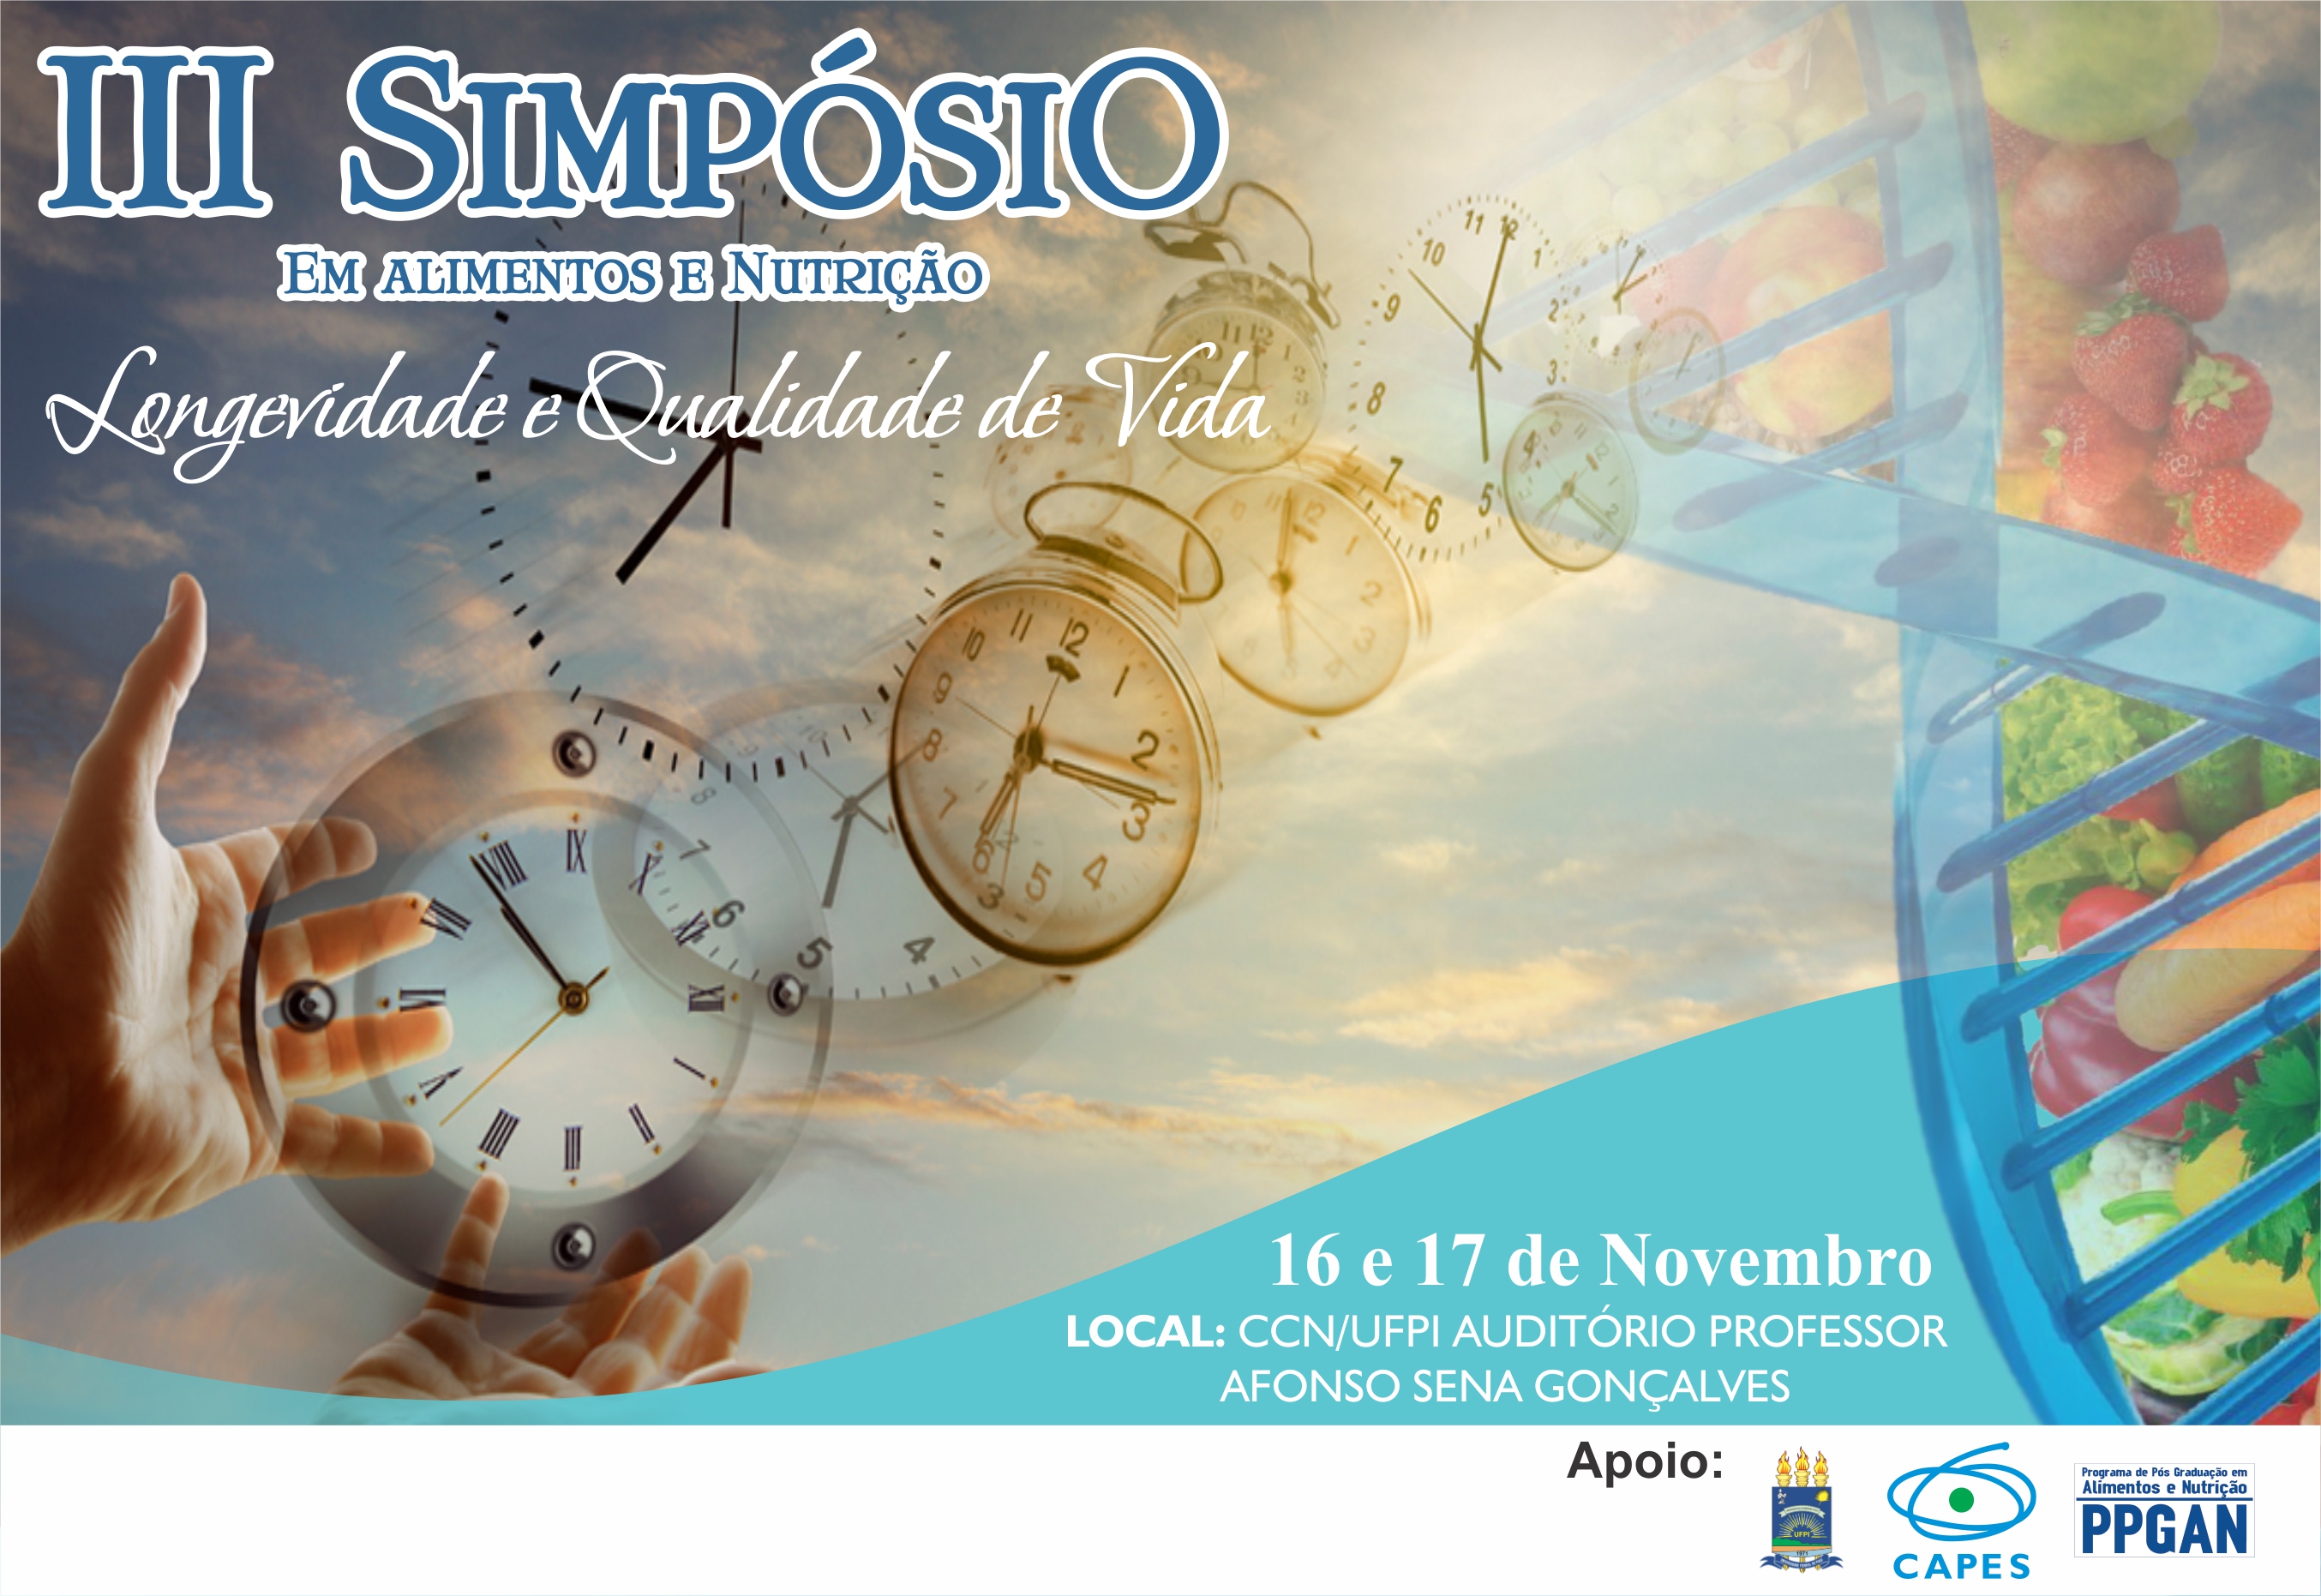 III SIMPÓSIO
EM ALIMENTOS E NUTRIÇÃO
Longevidade e Qualidade de Vida
16 e 17 de Novembro
LOCAL: CCN/UFPI AUDITÓRIO PROFESSOR
AFONSO SENA GONÇALVES
Apoio:
UFPI
1971
CAPES
Programa de Pós Graduação em
Alimentos e Nutrição
PPGAN